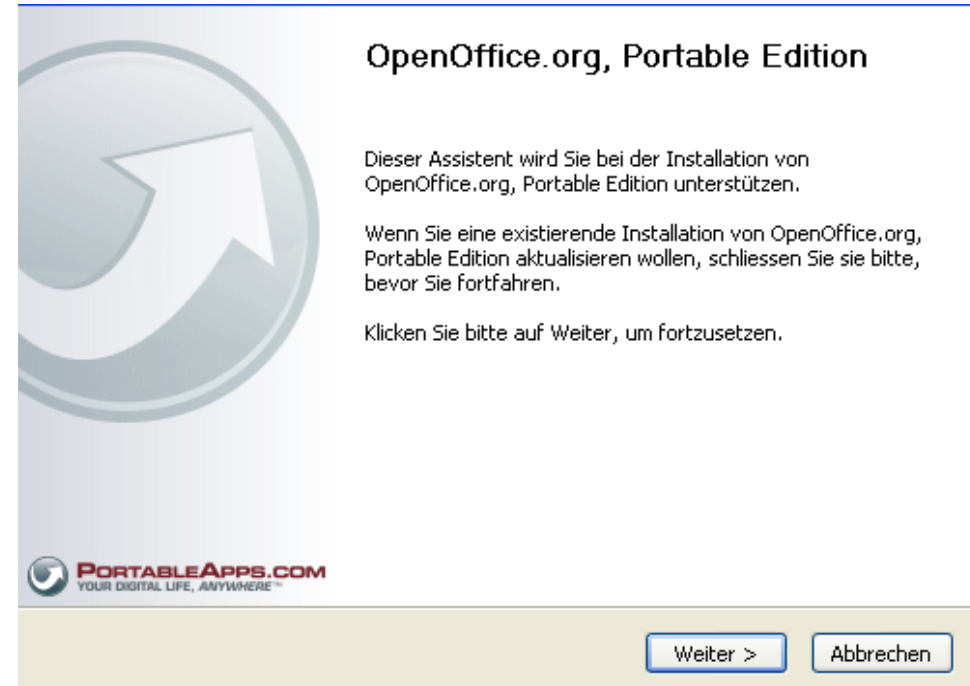 OpenOffice.org, Portable Edition
Dieser Assistent wird Sie bei der Installation von
OpenOffice.org, Portable Edition unterstützen.
Wenn Sie eine existierende Installation von OpenOffice.org,
Portable Edition aktualisieren wollen, schliessen Sie sie bitte,
bevor Sie fortfahren.
Klicken Sie bitte auf Weiter, um fortzusetzen.
PORTABLEAPPS.COM
YOUR DIGITAL LIFE, ANYWHERE™
Weiter >
Abbrechen